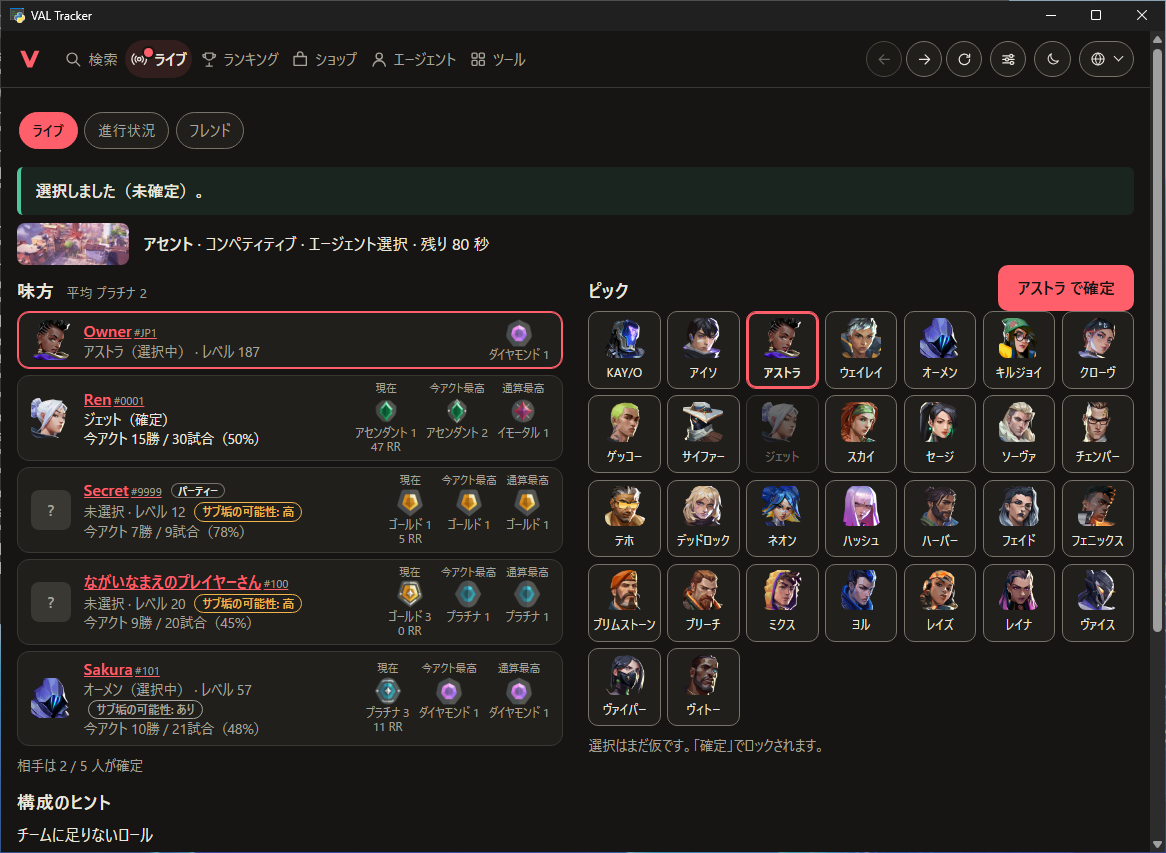 VAL Tracker
検索 ライブ ランキング ショップ エージェント ツール
ライブ 進行状況 フレンド
選択しました（未確定）。
アセント · コンペティティブ · エージェント選択 · 残り 80 秒
味方 平均 プラチナ 2
Owner #JP1
アストラ（選択中） · レベル 187
ダイヤモンド 1
Ren #0001
ジェット（確定）
今アクト 15勝 / 30試合（50%）
現在 今アクト最高 通算最高
アセンダント 1 アセンダント 2 イモータル 1
47 RR
Secret #9999 パーティー
未選択 · レベル 12 サブ垢の可能性: 高
今アクト 7勝 / 9試合（78%）
現在 今アクト最高 通算最高
ゴールド 1 ゴールド 1 ゴールド 1
5 RR
ながいなまえのプレイヤーさん #100
未選択 · レベル 20 サブ垢の可能性: 高
今アクト 9勝 / 20試合（45%）
現在 今アクト最高 通算最高
ゴールド 3 プラチナ 1 プラチナ 1
0 RR
Sakura #101
オーメン（選択中） · レベル 57
サブ垢の可能性: あり
今アクト 10勝 / 21試合（48%）
現在 今アクト最高 通算最高
プラチナ 3 ダイヤモンド 1 ダイヤモンド 1
11 RR
相手は 2 / 5 人が確定
構成のヒント
チームに足りないロール
ピック
アストラ で確定
KAY/O アイソ アストラ ウェイレイ オーメン キルジョイ クローヴ
ゲッコー サイファー ジェット スカイ セージ ソーヴァ チェンバー
テホ デッドロック ネオン ハッシュ ハーバー フェイド フェニックス
ブリムストーン ブリーチ ミクス ヨル レイズ レイナ ヴァイス
ヴァイパー ヴィトー
選択はまだ仮です。「確定」でロックされます。